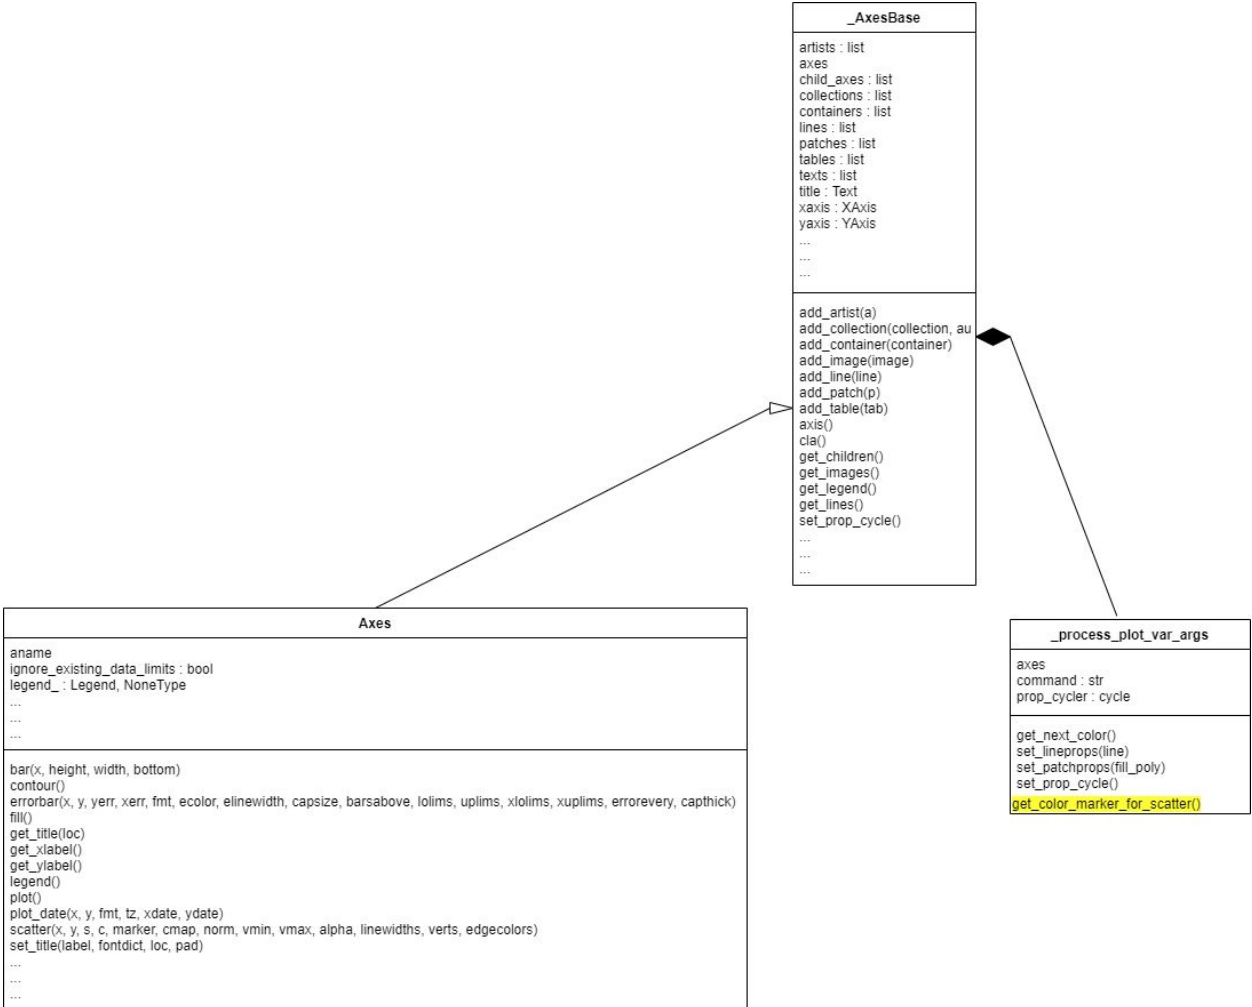 _AxesBase
artists : list
axes
child_axes : list
collections : list
containers : list
lines : list
patches : list
tables : list
texts : list
title : Text
xaxis : XAxis
yaxis : YAxis
...
...
...
add_artist(a)
add_collection(collection, au
add_container(container)
add_image(image)
add_line(line)
add_patch(p)
add_table(tab)
axis()
cla()
get_children()
get_images()
get_legend()
get_lines()
set_prop_cycle()
...
...
...
Axes
aname
ignore_existing_data_limits : bool
legend_ : Legend, NoneType
...
...
...
bar(x, height, width, bottom)
contour()
errorbar(x, y, yerr, xerr, fmt, ecolor, elinewidth, capsize, barsabove, lolims, uplims, xlolims, xuplims, errorevery, capthick)
fill()
get_title(loc)
get_xlabel()
get_ylabel()
legend()
plot()
plot_date(x, y, fmt, tz, xdate, ydate)
scatter(x, y, s, c, marker, cmap, norm, vmin, vmax, alpha, linewidths, verts, edgecolors)
set_title(label, fontdict, loc, pad)
...
...
...
_process_plot_var_args
axes
command : str
prop_cycler : cycle
get_next_color()
set_lineprops(line)
set_patchprops(fill_poly)
set_prop_cycle()
get_color_marker_for_scatter()